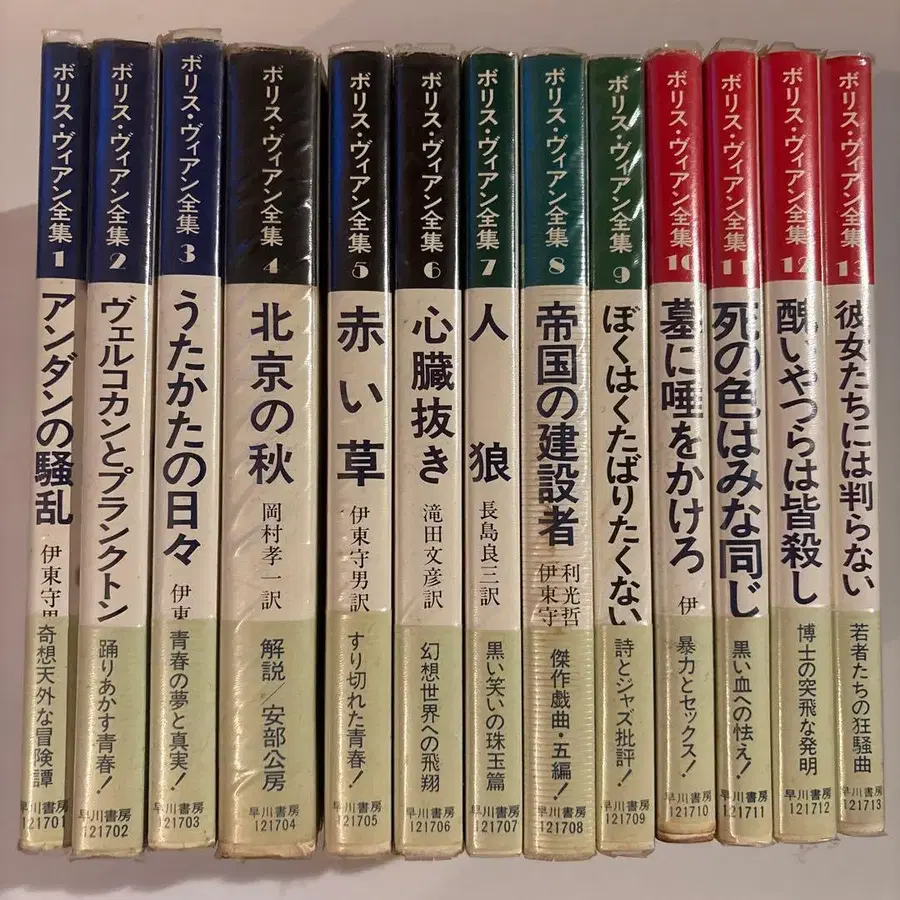 ボリス・ヴィアン全集 1
アンダンの騒乱
伊東守男
奇想天外な冒険譚
早川書房
121701
ボリス・ヴィアン全集 2
ヴェルコカンとプランクトン
踊りあかす青春!
早川書房
121702
ボリス・ヴィアン全集 3
うたかたの日々
伊東
青春の夢と真実!
早川書房
121703
ボリス・ヴィアン全集 4
北京の秋
岡村孝一訳
解説/安部公房
早川書房
121704
ボリス・ヴィアン全集 5
赤い草
伊東守男訳
すり切れた青春!
早川書房
121705
ボリス・ヴィアン全集 6
心臓抜き
滝田文彦訳
幻想世界への飛翔
早川書房
121706
ボリス・ヴィアン全集 7
人狼
長島良三訳
黒い笑いの珠玉篇
早川書房
121707
ボリス・ヴィアン全集 8
帝国の建設者
利光哲
伊東守
傑作戯曲・五編!
早川書房
121708
ボリス・ヴィアン全集 9
ぼくはくたばりたくない
詩とジャズ批評!
早川書房
121709
ボリス・ヴィアン全集 10
墓に唾をかけろ
伊
暴力とセックス!
早川書房
121710
ボリス・ヴィアン全集 11
死の色はみな同じ
黒い血への怯え!
早川書房
121711
ボリス・ヴィアン全集 12
醜いやつらは皆殺し
博士の突飛な発明
早川書房
121712
ボリス・ヴィアン全集 13
彼女たちには判らない
若者たちの狂騒曲
早川書房
121713